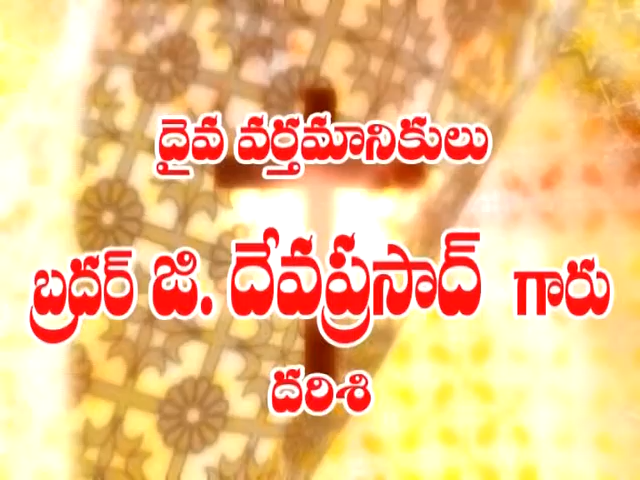 దైవ వర్తమానికులు
బ్రదర్ జి. దేవప్రసాద్ గారు
దరిశి